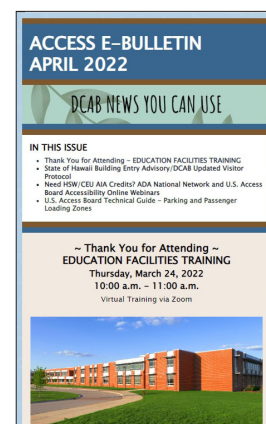 ACCESS E-BULLETIN
APRIL 2022
DCAB NEWS YOU CAN USE
IN THIS ISSUE
• Thank You for Attending – EDUCATION FACILITIES TRAINING
• State of Hawaii Building Entry Advisory/DCAB Updated Visitor
Protocol
• Need HSW/CEU AIA Credits? ADA National Network and U.S. Access
Board Accessibility Online Webinars
• U.S. Access Board Technical Guide – Parking and Passenger
Loading Zones
~ Thank You for Attending ~
EDUCATION FACILITIES TRAINING
Thursday, March 24, 2022
10:00 a.m. – 11:00 a.m.
Virtual Training via Zoom